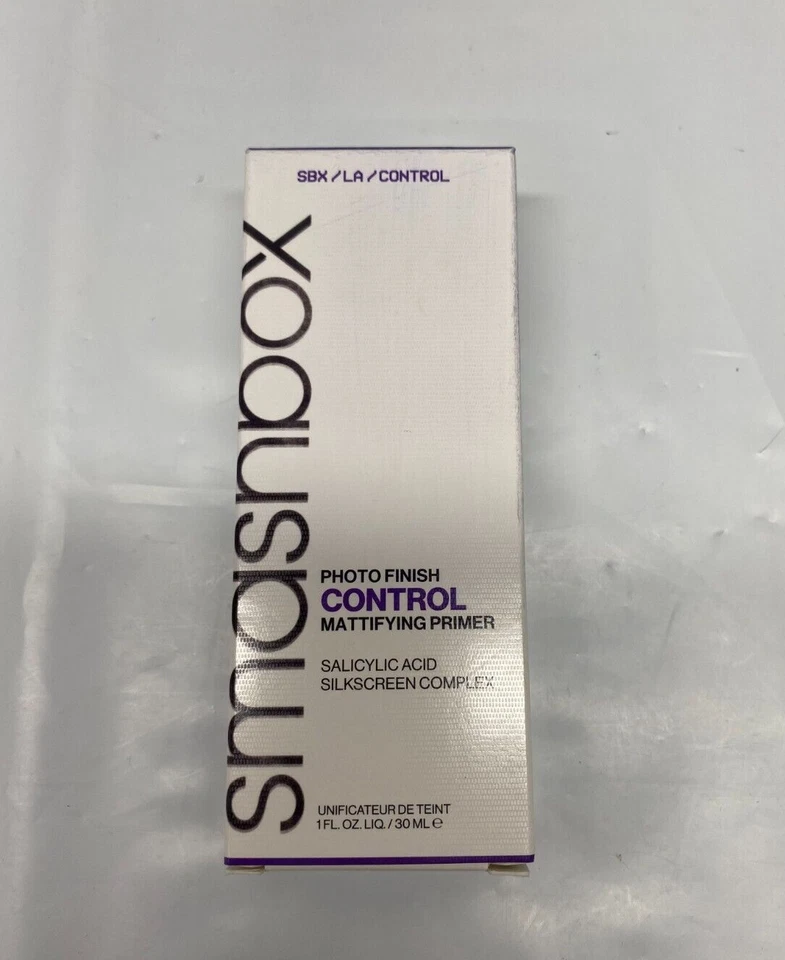 SBX/LA/CONTROL
smashbox
PHOTO FINISH
CONTROL
MATTIFYING PRIMER
SALICYLIC ACID
SILKSCREEN COMPLEX
UNIFICATEUR DE TEINT
1 FL. OZ. LIQ. / 30 ML ℮